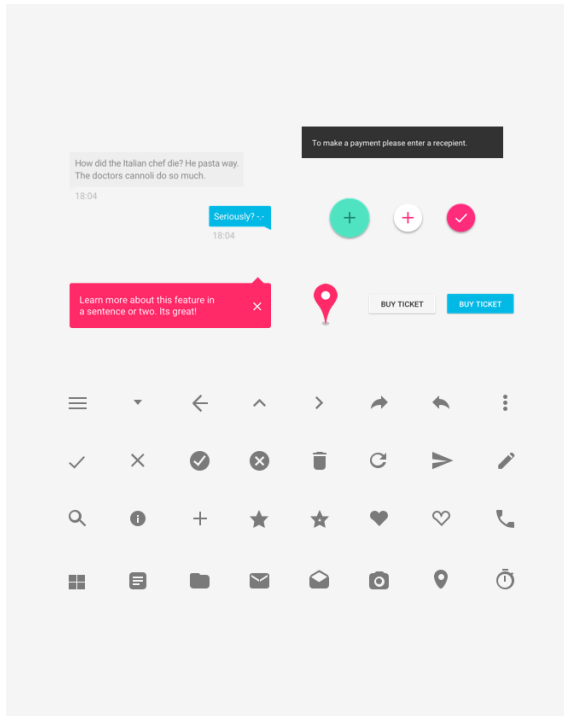 To make a payment please enter a recepient.
How did the Italian chef die? He pasta way.
The doctors cannoli do so much.
18:04
Seriously? -.-
18:04
Learn more about this feature in
a sentence or two. Its great!
BUY TICKET
BUY TICKET